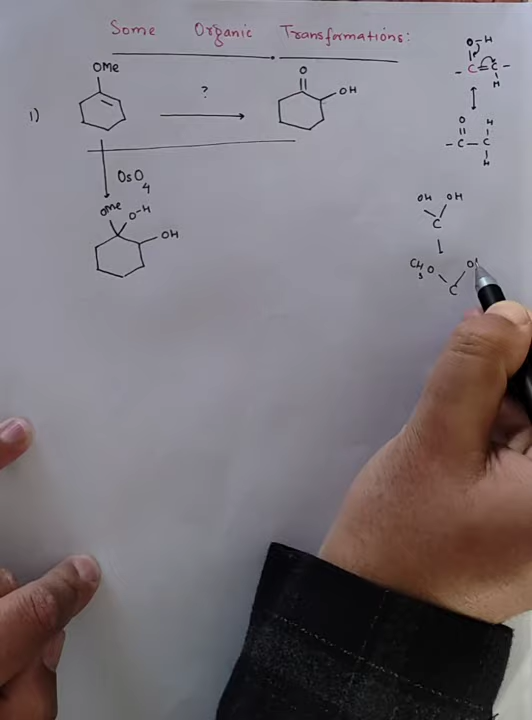 Some Organic Transformations:
1)
OMe
?
O
OH
OsO4
OMe
O-H
OH
O-H
- C = C -
H
O
H
- C - C
H
OH OH
C
CH3O
O
C